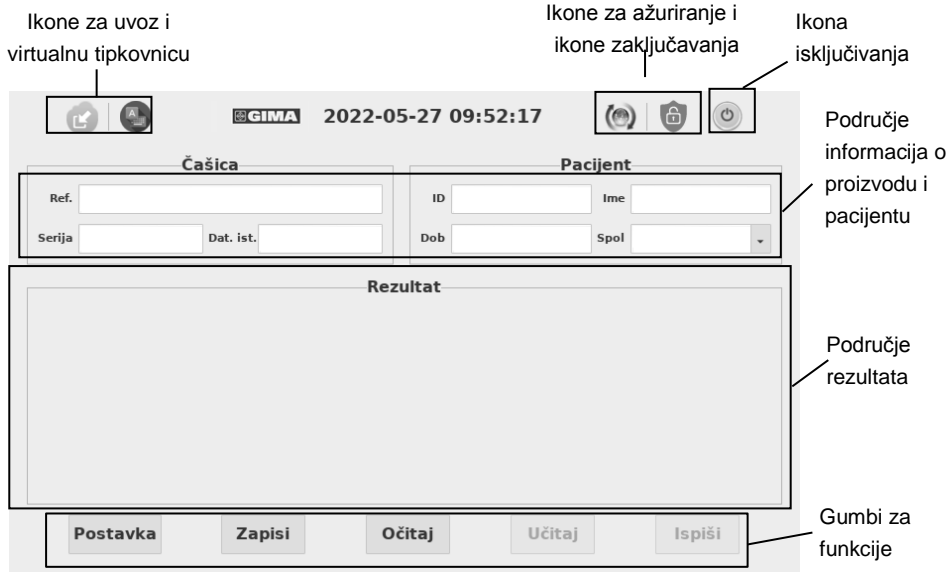 Ikone za uvoz i
virtualnu tipkovnicu
Ikone za ažuriranje i
ikone zaključavanja
Ikona
isključivanja
GIMA 2022-05-27 09:52:17
Čašica
Pacijent
Ref.
ID
Ime
Serija
Dat. ist.
Dob
Spol
Područje
informacija o
proizvodu i
pacijentu
Rezultat
Područje
rezultata
Postavka
Zapisi
Očitaj
Učitaj
Ispiši
Gumbi za
funkcije